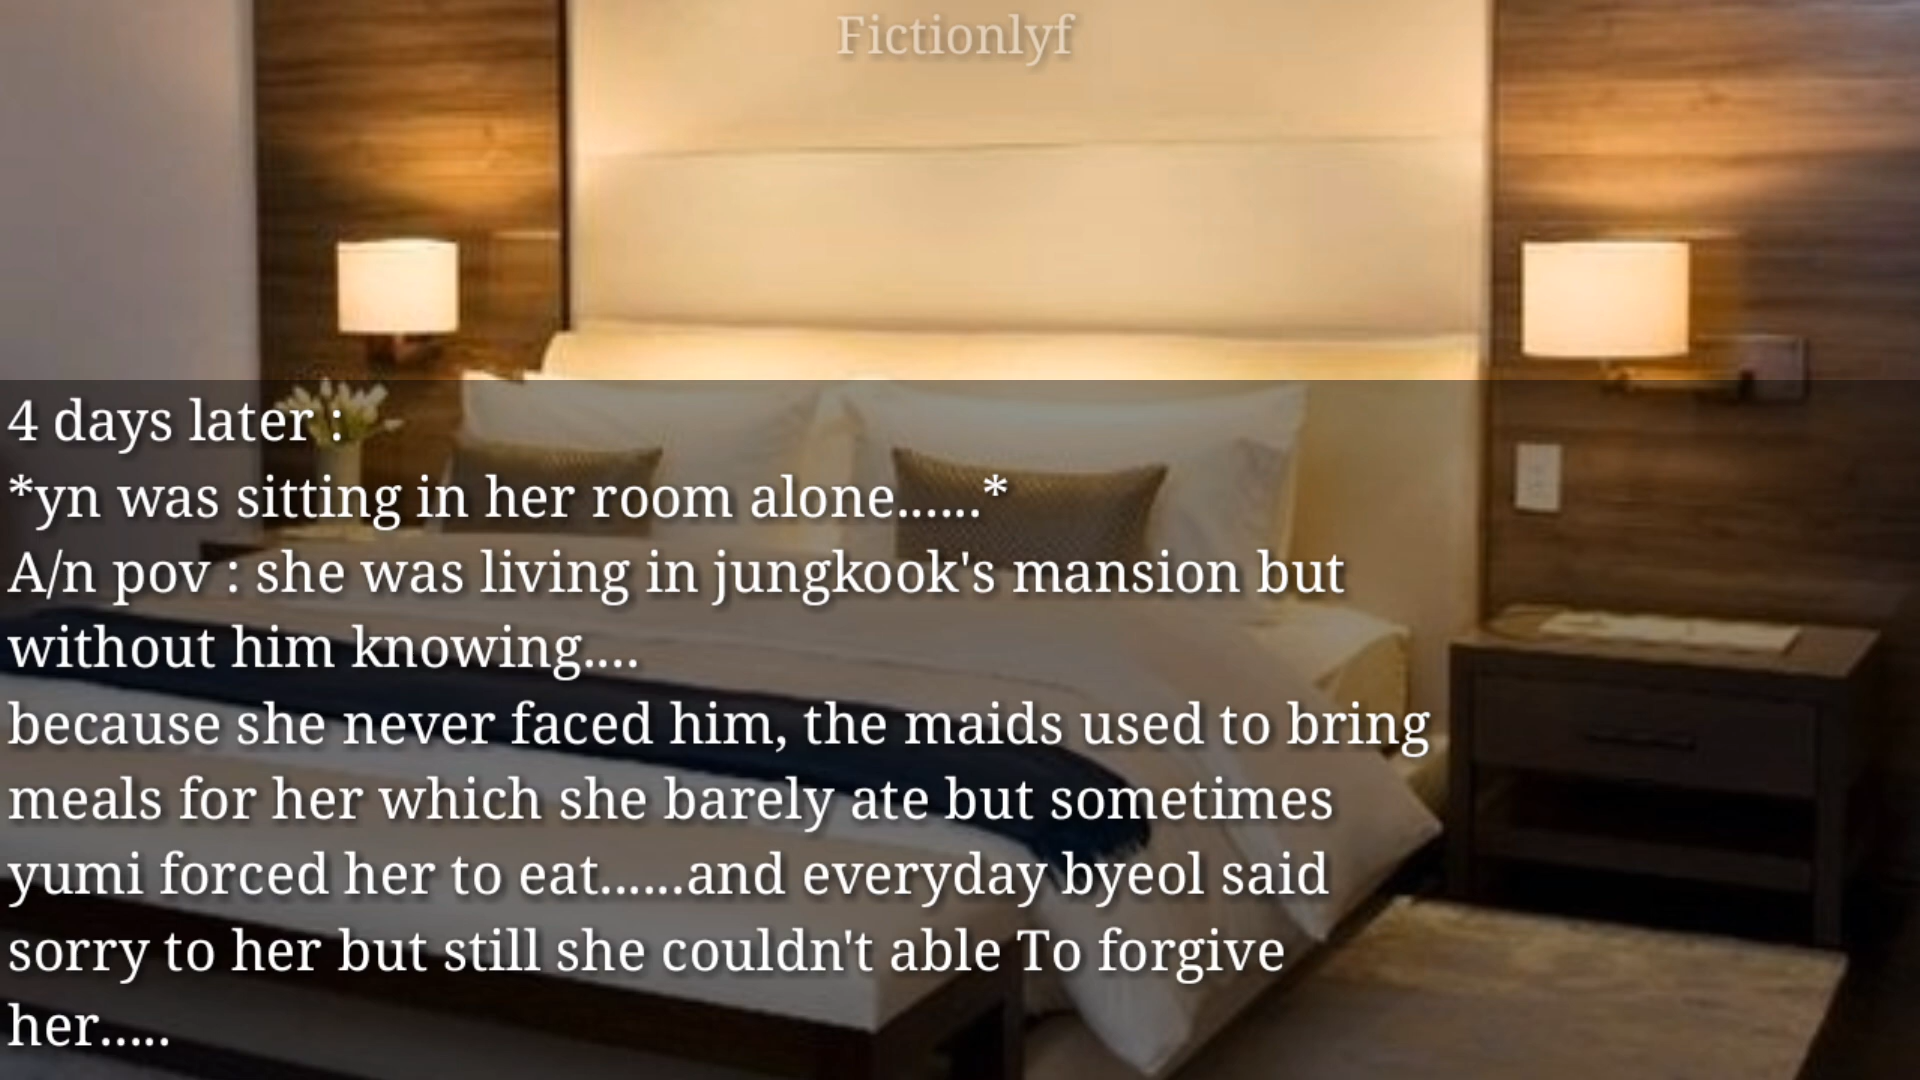 Fictionlyf
4 days later :
*yn was sitting in her room alone......*
A/n pov : she was living in jungkook's mansion but
without him knowing....
because she never faced him, the maids used to bring
meals for her which she barely ate but sometimes
yumi forced her to eat......and everyday byeol said
sorry to her but still she couldn't able To forgive
her.....